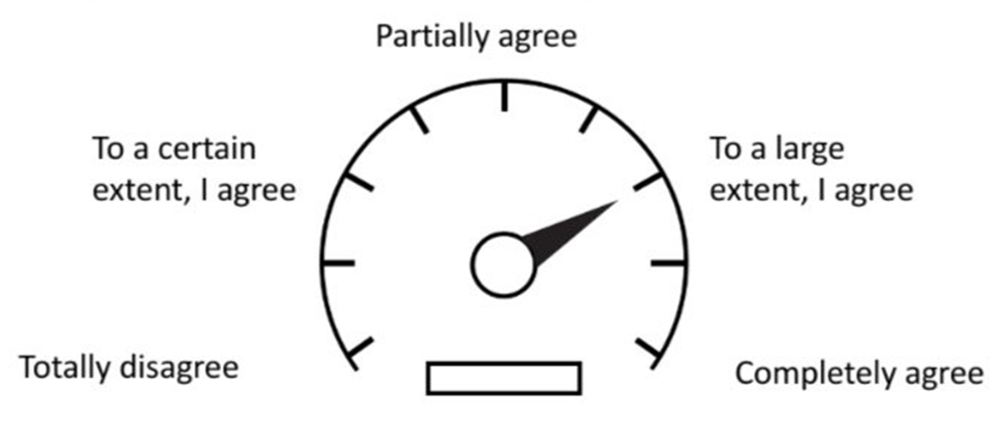 Partially agree
To a certain
extent, I agree
To a large
extent, I agree
Totally disagree
Completely agree